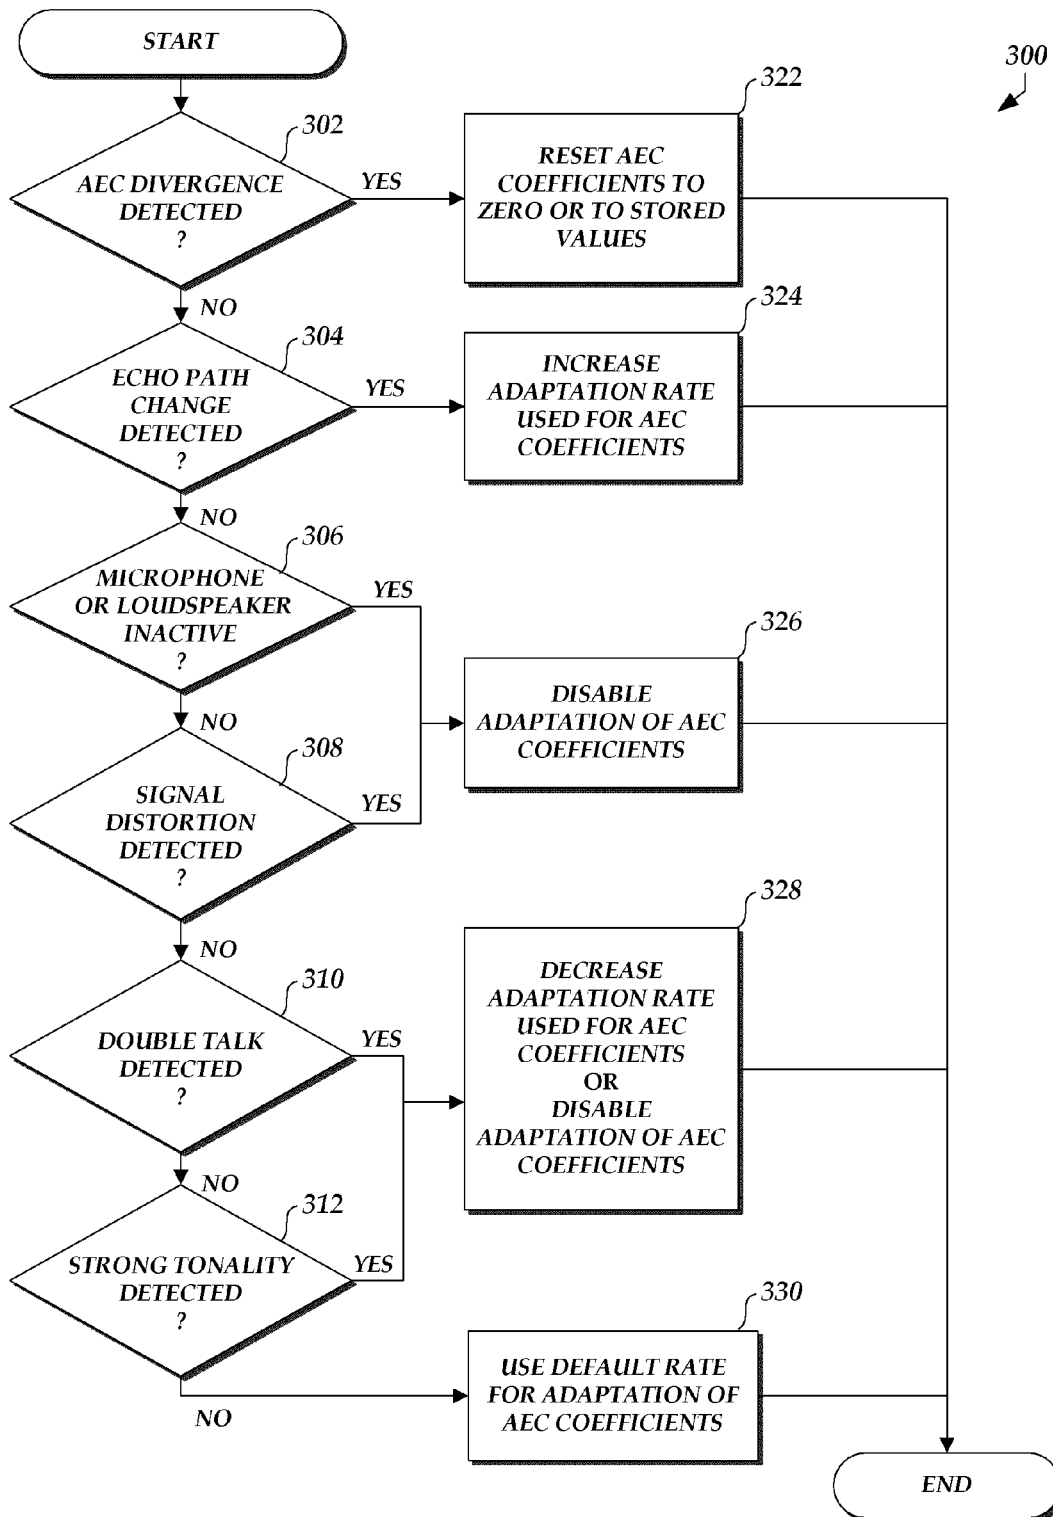 START
300
302
AEC DIVERGENCE
DETECTED
?
YES
322
RESET AEC
COEFFICIENTS TO
ZERO OR TO STORED
VALUES
NO
304
ECHO PATH
CHANGE
DETECTED
?
YES
324
INCREASE
ADAPTATION RATE
USED FOR AEC
COEFFICIENTS
NO
306
MICROPHONE
OR LOUDSPEAKER
INACTIVE
?
YES
326
DISABLE
ADAPTATION OF AEC
COEFFICIENTS
NO
308
SIGNAL
DISTORTION
DETECTED
?
YES
NO
310
DOUBLE TALK
DETECTED
?
YES
328
DECREASE
ADAPTATION RATE
USED FOR AEC
COEFFICIENTS
OR
DISABLE
ADAPTATION OF AEC
COEFFICIENTS
NO
312
STRONG TONALITY
DETECTED
?
YES
NO
330
USE DEFAULT RATE
FOR ADAPTATION OF
AEC COEFFICIENTS
END